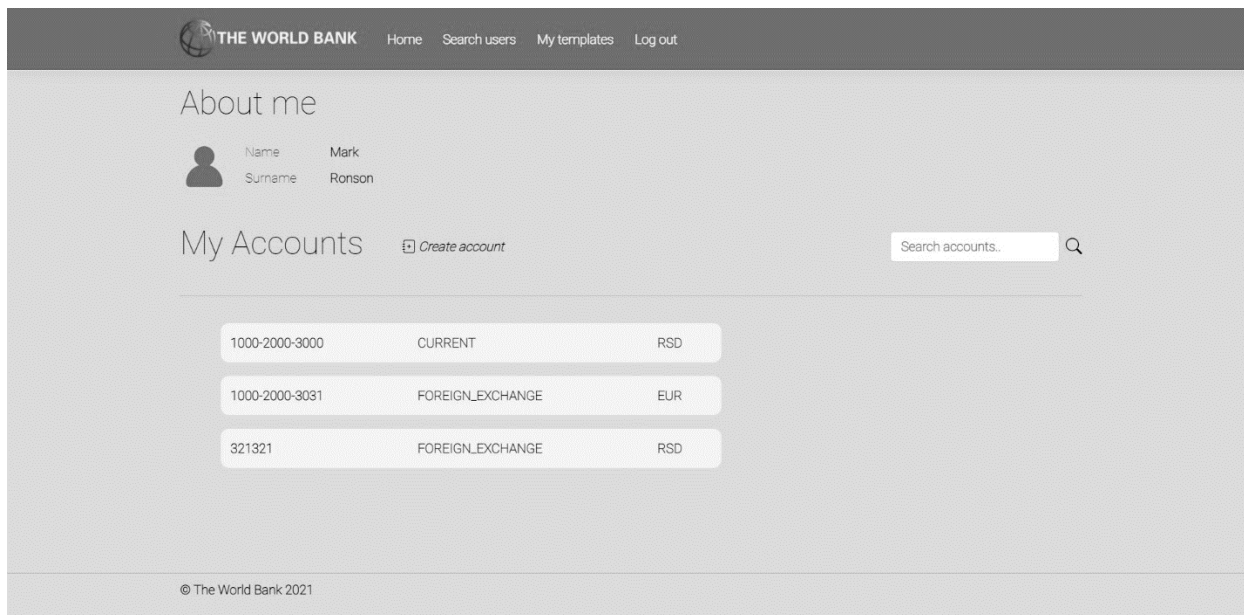 THE WORLD BANK Home Search users My templates Log out
About me
Name Mark
Surname Ronson
My Accounts Create account Search accounts..
1000-2000-3000 CURRENT RSD
1000-2000-3031 FOREIGN_EXCHANGE EUR
321321 FOREIGN_EXCHANGE RSD
© The World Bank 2021